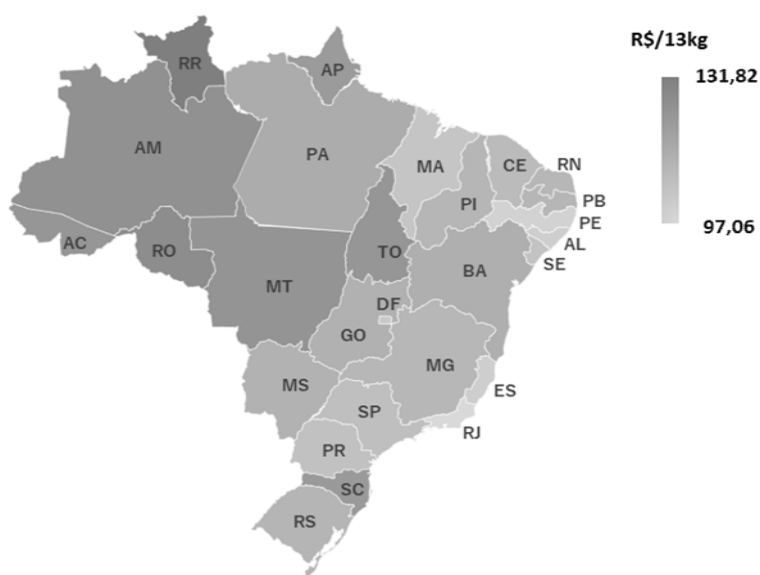 R$/13kg
131,82
97,06
RR
AP
AM
PA
MA
CE
RN
PI
PB
PE
AL
SE
AC
RO
TO
BA
MT
DF
GO
MG
MS
ES
SP
RJ
PR
SC
RS